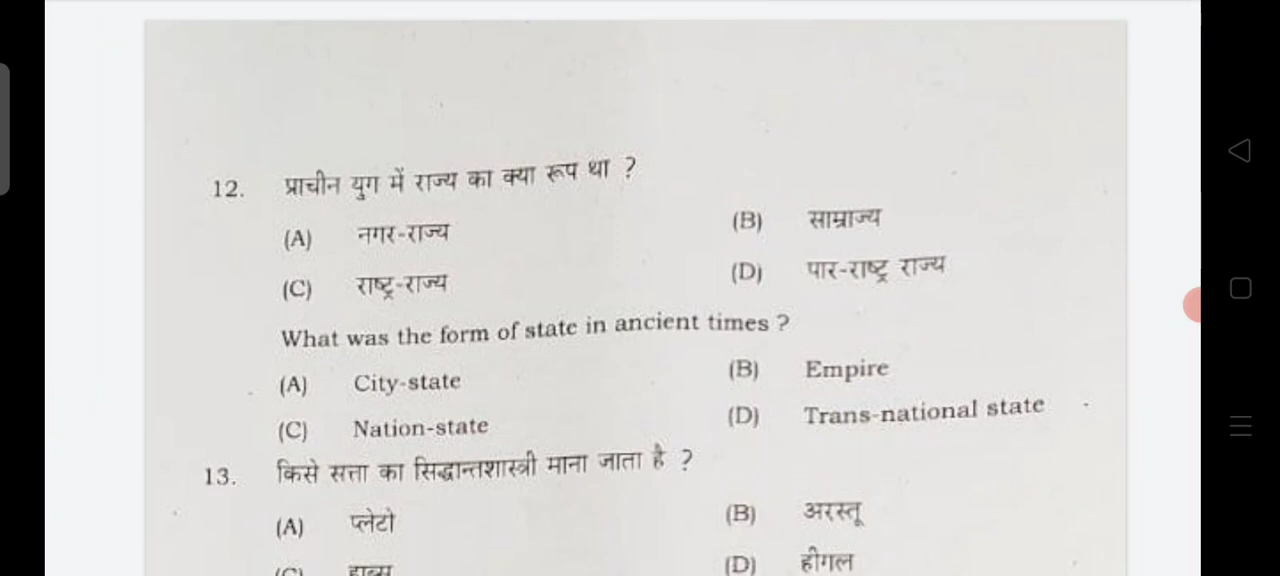 12. प्राचीन युग में राज्य का क्या रूप था ?
(A) नगर-राज्य (B) साम्राज्य
(C) राष्ट्र-राज्य (D) पार-राष्ट्र राज्य
What was the form of state in ancient times ?
(A) City-state (B) Empire
(C) Nation-state (D) Trans-national state
13. किसे सत्ता का सिद्धान्तशास्त्री माना जाता है ?
(A) प्लेटो (B) अरस्तू
(C) हाब्स (D) हीगल